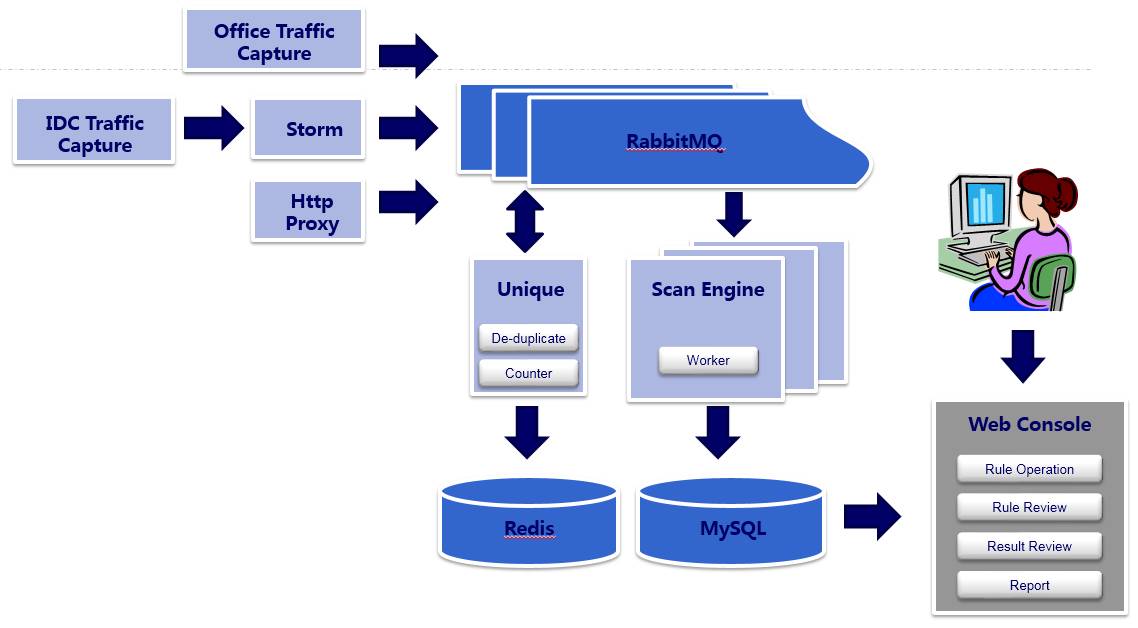 Office Traffic
Capture
IDC Traffic
Capture
Storm
Http
Proxy
RabbitMQ
Unique
De-duplicate
Counter
Scan Engine
Worker
Redis
MySQL
Web Console
Rule Operation
Rule Review
Result Review
Report